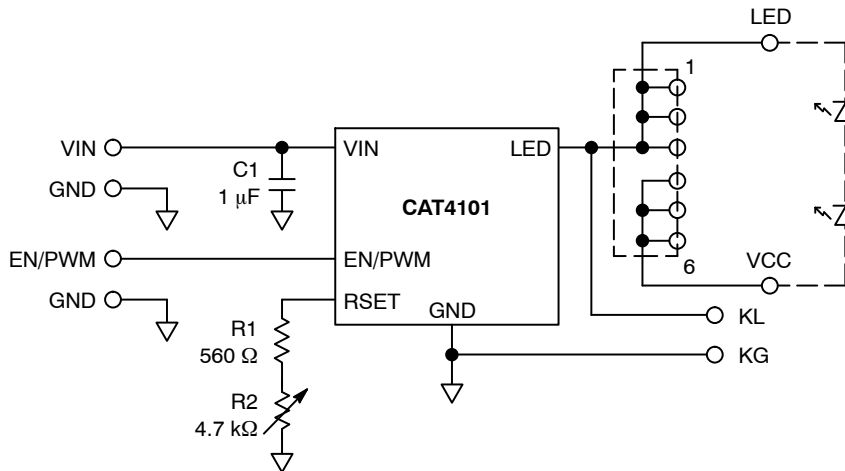 LED
1
VIN
VIN
LED
C1
1 μF
GND
CAT4101
EN/PWM
EN/PWM
6
VCC
GND
RSET
GND
KL
R1
560 Ω
KG
R2
4.7 kΩ